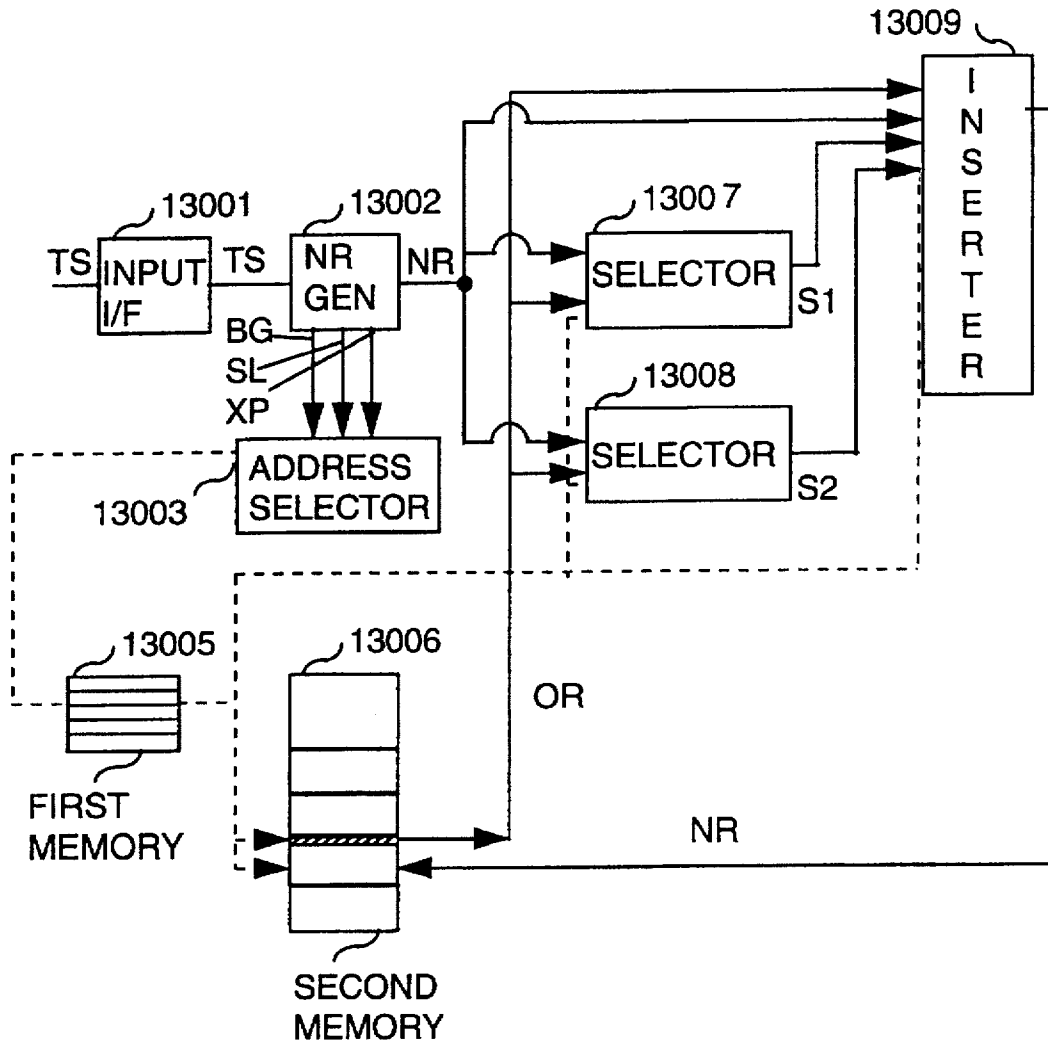 13009
I
N
S
E
R
T
E
R
13001
13002
13007
TS
INPUT
I/F
TS
NR
GEN
NR
SELECTOR
S1
BG
SL
XP
13008
SELECTOR
S2
ADDRESS
SELECTOR
13003
13005
13006
OR
FIRST
MEMORY
NR
SECOND
MEMORY